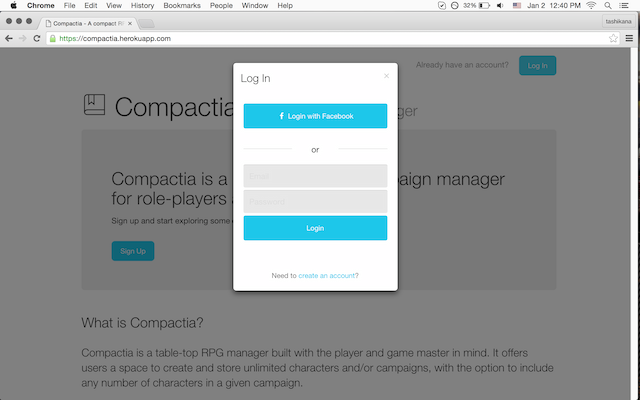 Chrome File Edit View History Bookmarks People Window Help 32% Jan 2 12:40 PM
Compactia - A compact RP
tashikana
https://compactia.herokuapp.com
Already have an account? Log In
Compactia
ager
Log In ×
Login with Facebook
or
Email
Password
Login
Need to create an account?
Compactia is a
paign manager
for role-players
Sign up and start exploring some
Sign Up
What is Compactia?
Compactia is a table-top RPG manager built with the player and game master in mind. It offers
users a space to create and store unlimited characters and/or campaigns, with the option to include
any number of characters in a given campaign.